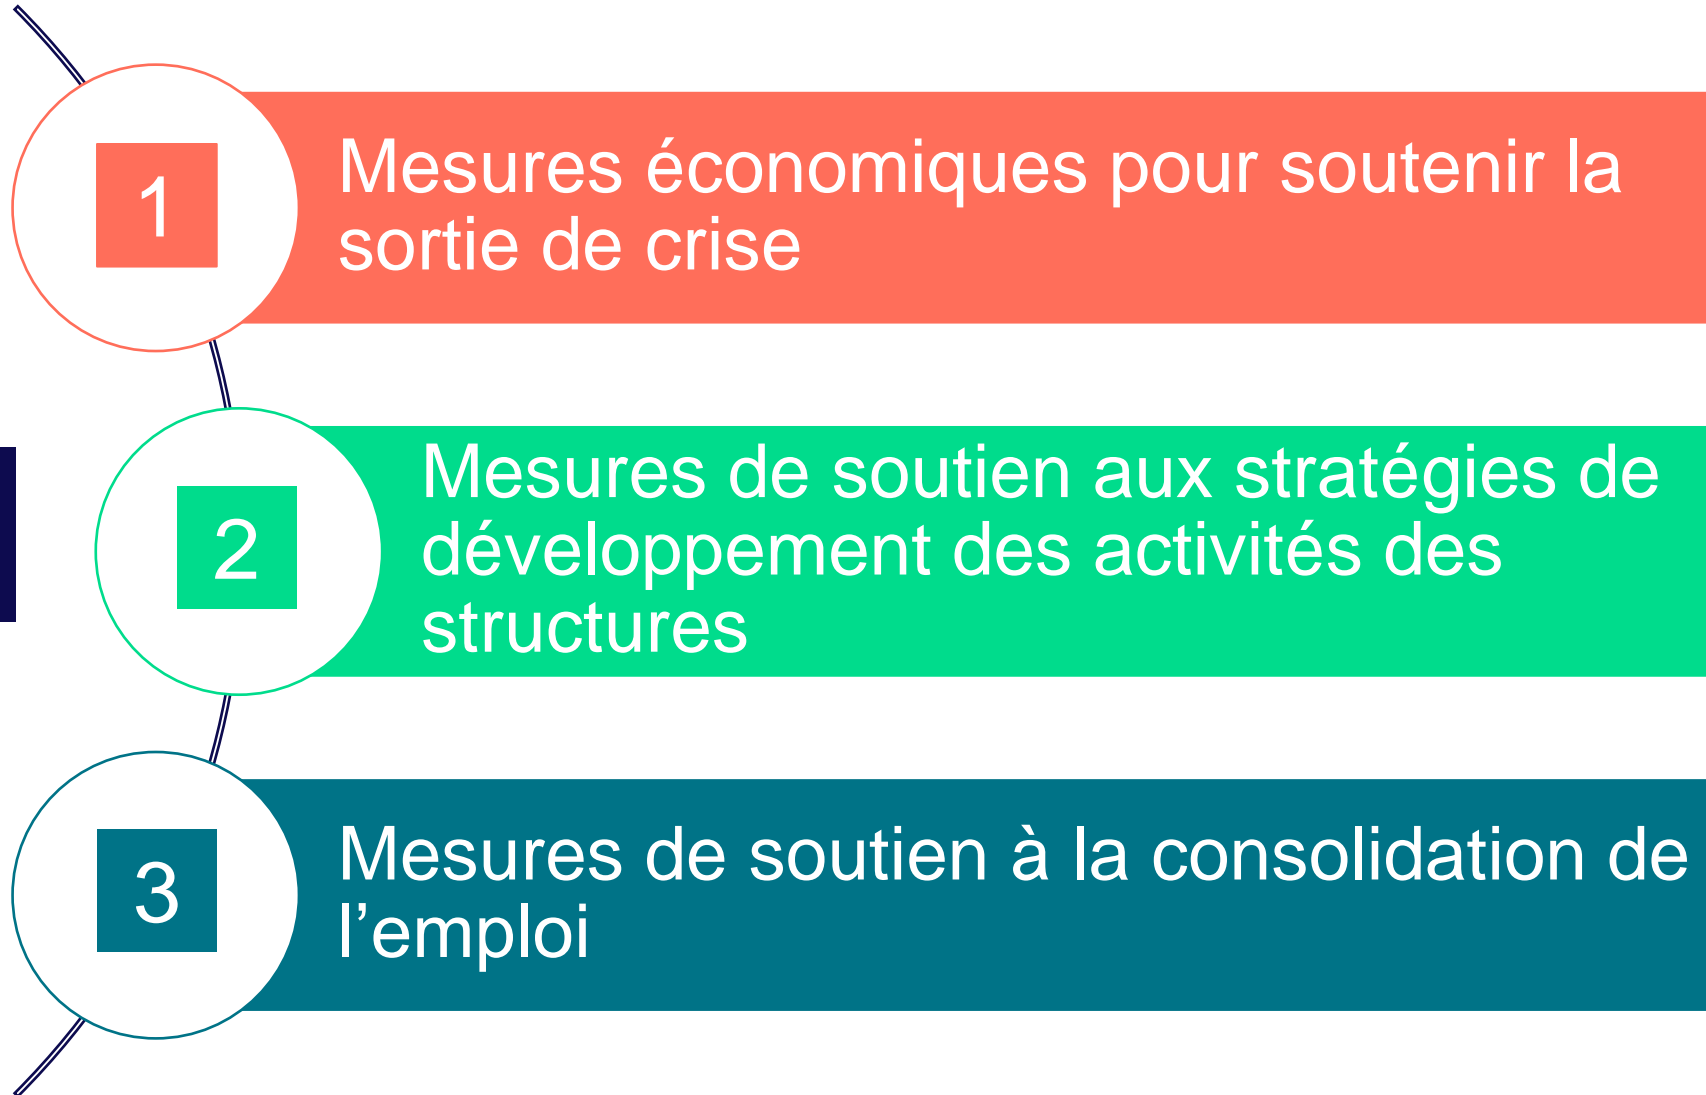 1
Mesures économiques pour soutenir la
sortie de crise
2
Mesures de soutien aux stratégies de
développement des activités des
structures
3
Mesures de soutien à la consolidation de
l’emploi